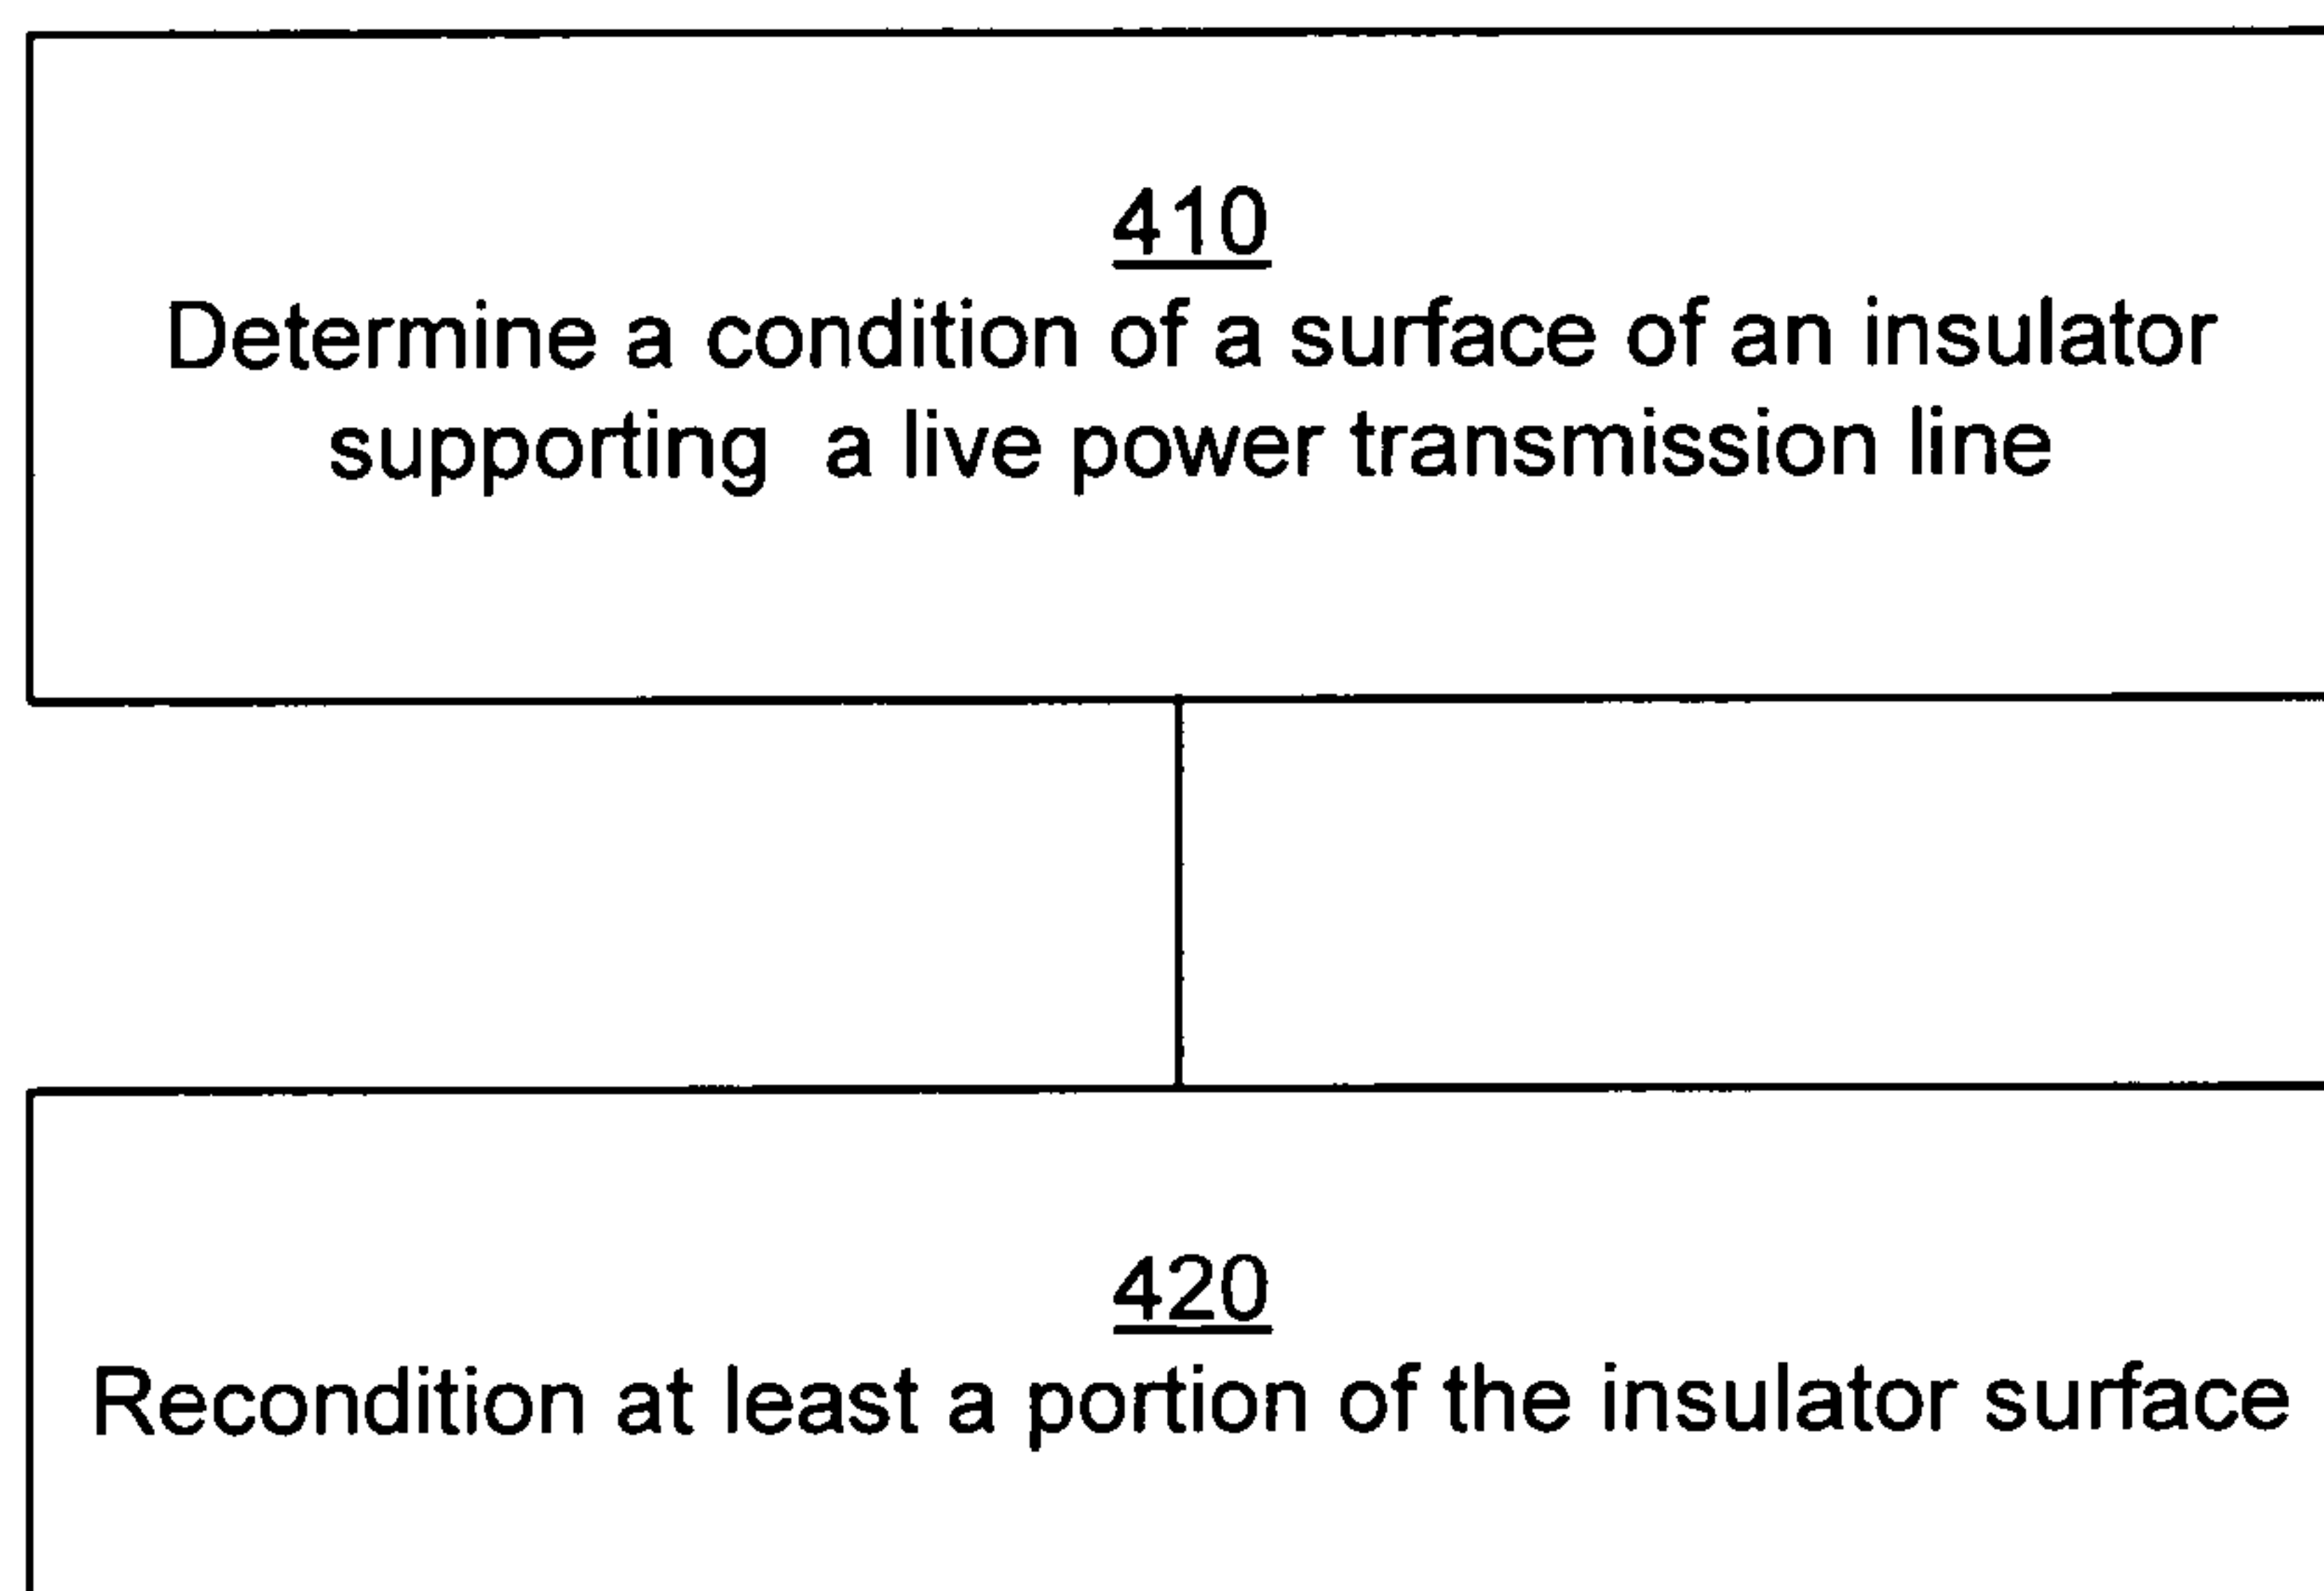 410
Determine a condition of a surface of an insulator
supporting a live power transmission line
420
Recondition at least a portion of the insulator surface